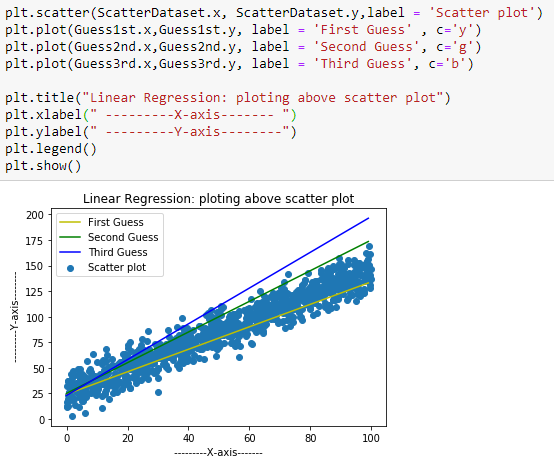 plt.scatter(ScatterDataset.x, ScatterDataset.y,label = 'Scatter plot')
plt.plot(Guess1st.x,Guess1st.y, label = 'First Guess' , c='y')
plt.plot(Guess2nd.x,Guess2nd.y, label = 'Second Guess', c='g')
plt.plot(Guess3rd.x,Guess3rd.y, label = 'Third Guess', c='b')
plt.title("Linear Regression: ploting above scatter plot")
plt.xlabel(" ---------X-axis------- ")
plt.ylabel(" ---------Y-axis--------")
plt.legend()
plt.show()
Linear Regression: ploting above scatter plot
First Guess
Second Guess
Third Guess
Scatter plot
200
175
150
125
100
75
50
25
0
---------Y-axis--------
0 20 40 60 80 100
---------X-axis-------